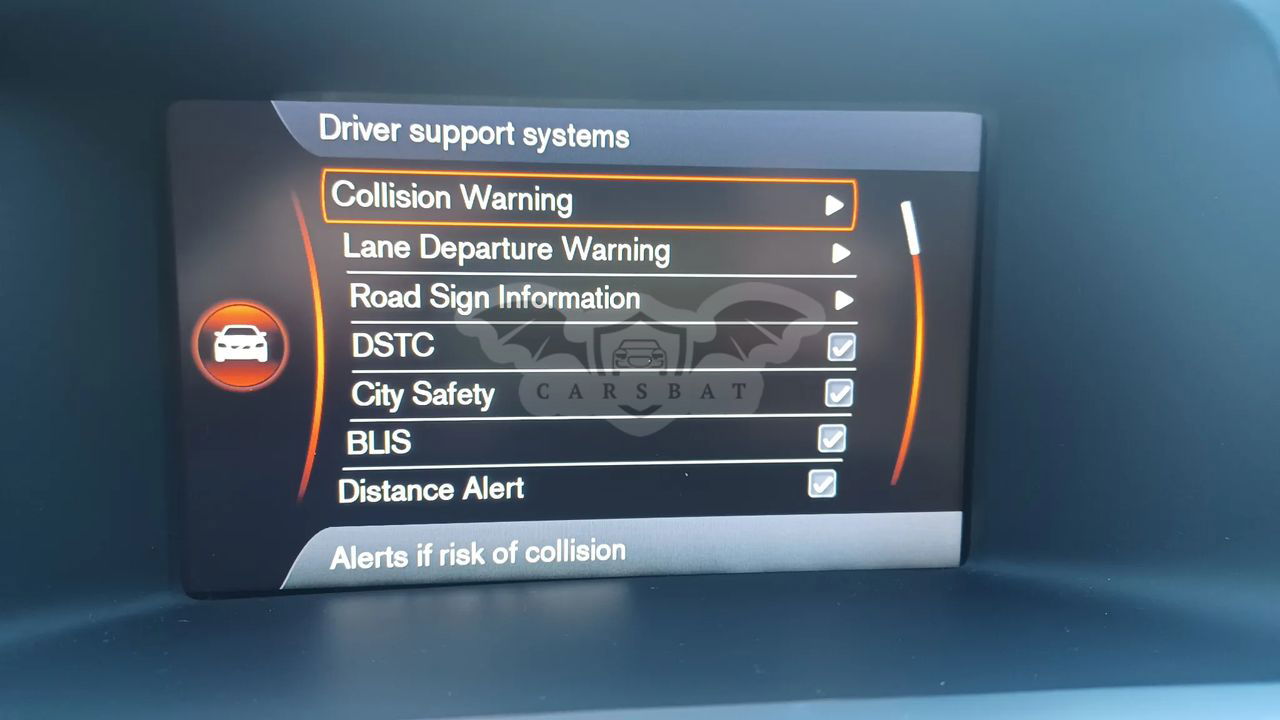 Driver support systems
Collision Warning
Lane Departure Warning
Road Sign Information
DSTC
City Safety
CARSBAT
BLIS
Distance Alert
Alerts if risk of collision